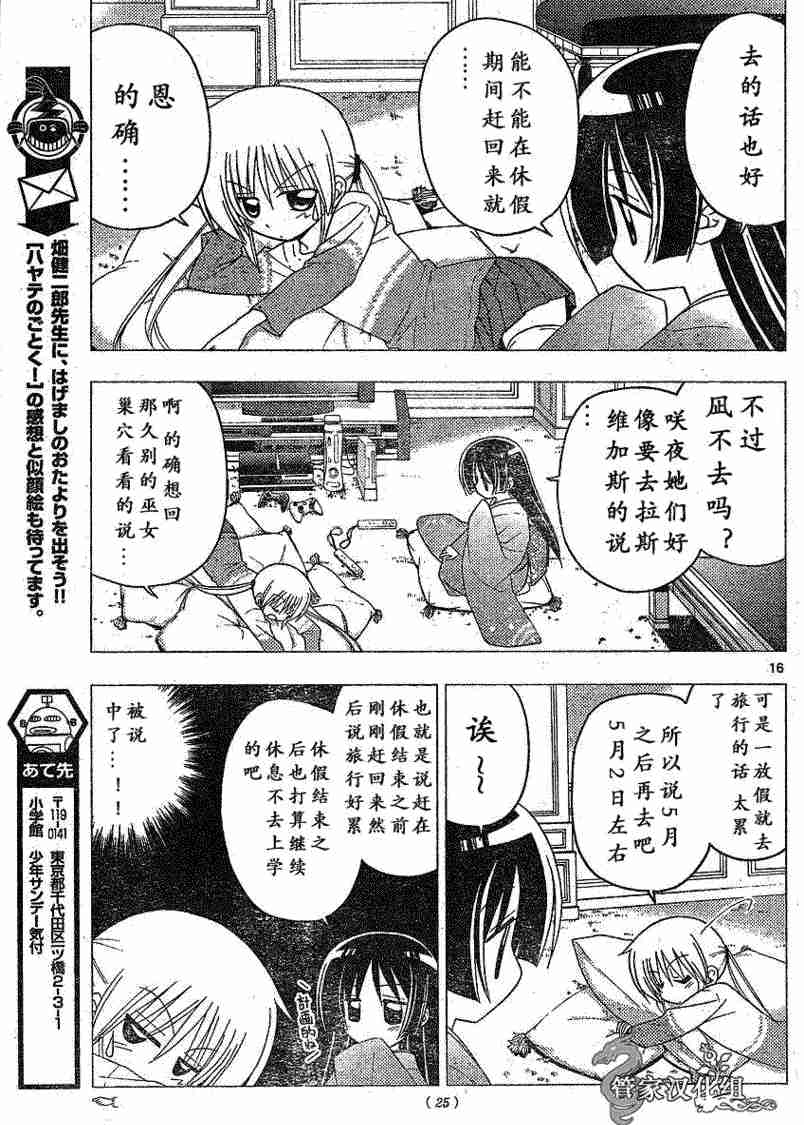 去的话也好
能不能在休假
期间赶回来就
……
恩
的确
……
不过
凪不去吗？
咲夜她们好
像要去拉斯
维加斯的说
…
啊 的确想回
那久别的巫女
巢穴看看的说
…
16
可是一放假就去
旅行的话 太累
了
所以说5月
之后再去吧
5月2日左右
诶～～
也就是说赶在
休假结束之前
刚刚赶回来然
后说旅行好累
休假结束之
后也打算继续
休息不去上学
的吧
計画的ね
被说
中了…！！
畑健二郎先生に、はげましのおたよりを出そう!!
【ハヤテのごとく！】の感想と似顔絵も待ってます。
あて先
〒119-0141 東京都千代田区一ツ橋2-3-1
小学館 少年サンデー気付
（25）
管家汉化组